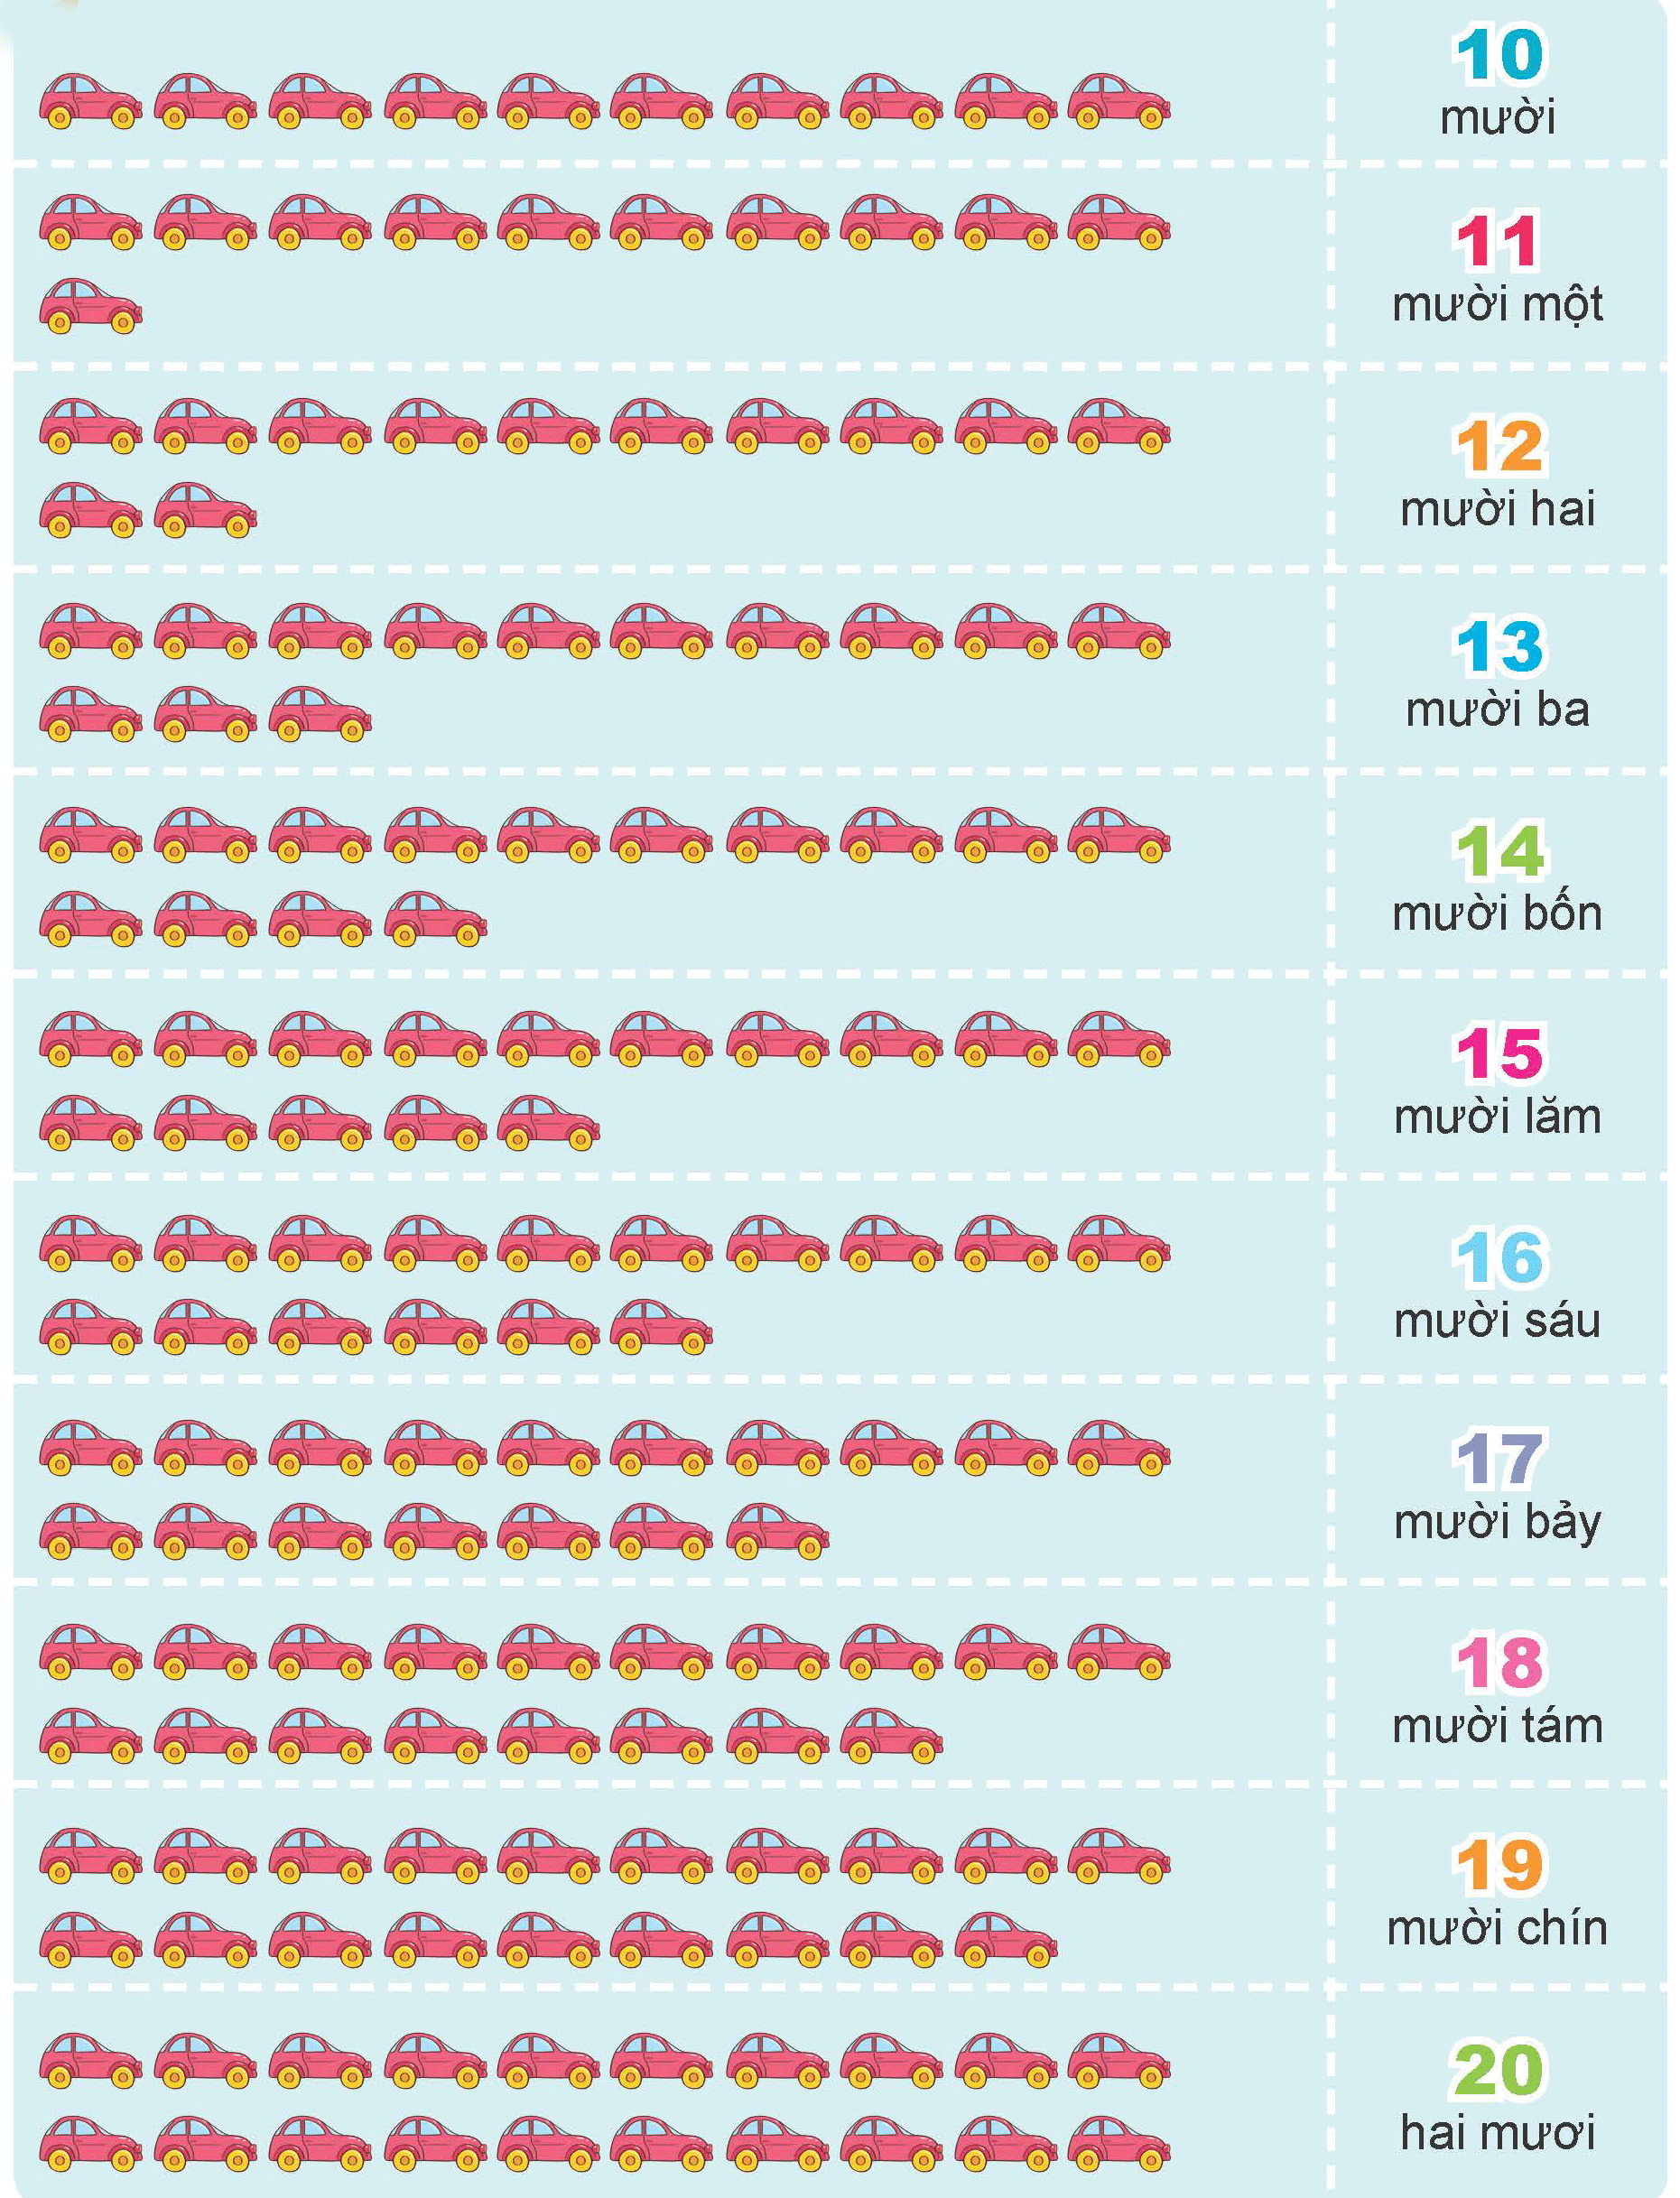 10
mười
11
mười một
12
mười hai
13
mười ba
14
mười bốn
15
mười lăm
16
mười sáu
17
mười bảy
18
mười tám
19
mười chín
20
hai mươi